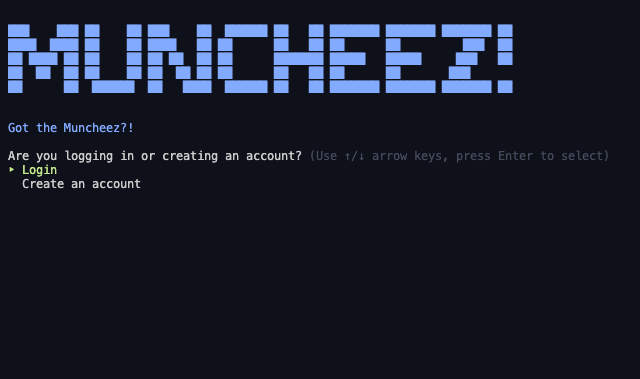 MUNCHEEZ!
Got the Muncheez?!
Are you logging in or creating an account? (Use ↑/↓ arrow keys, press Enter to select)
▸ Login
Create an account